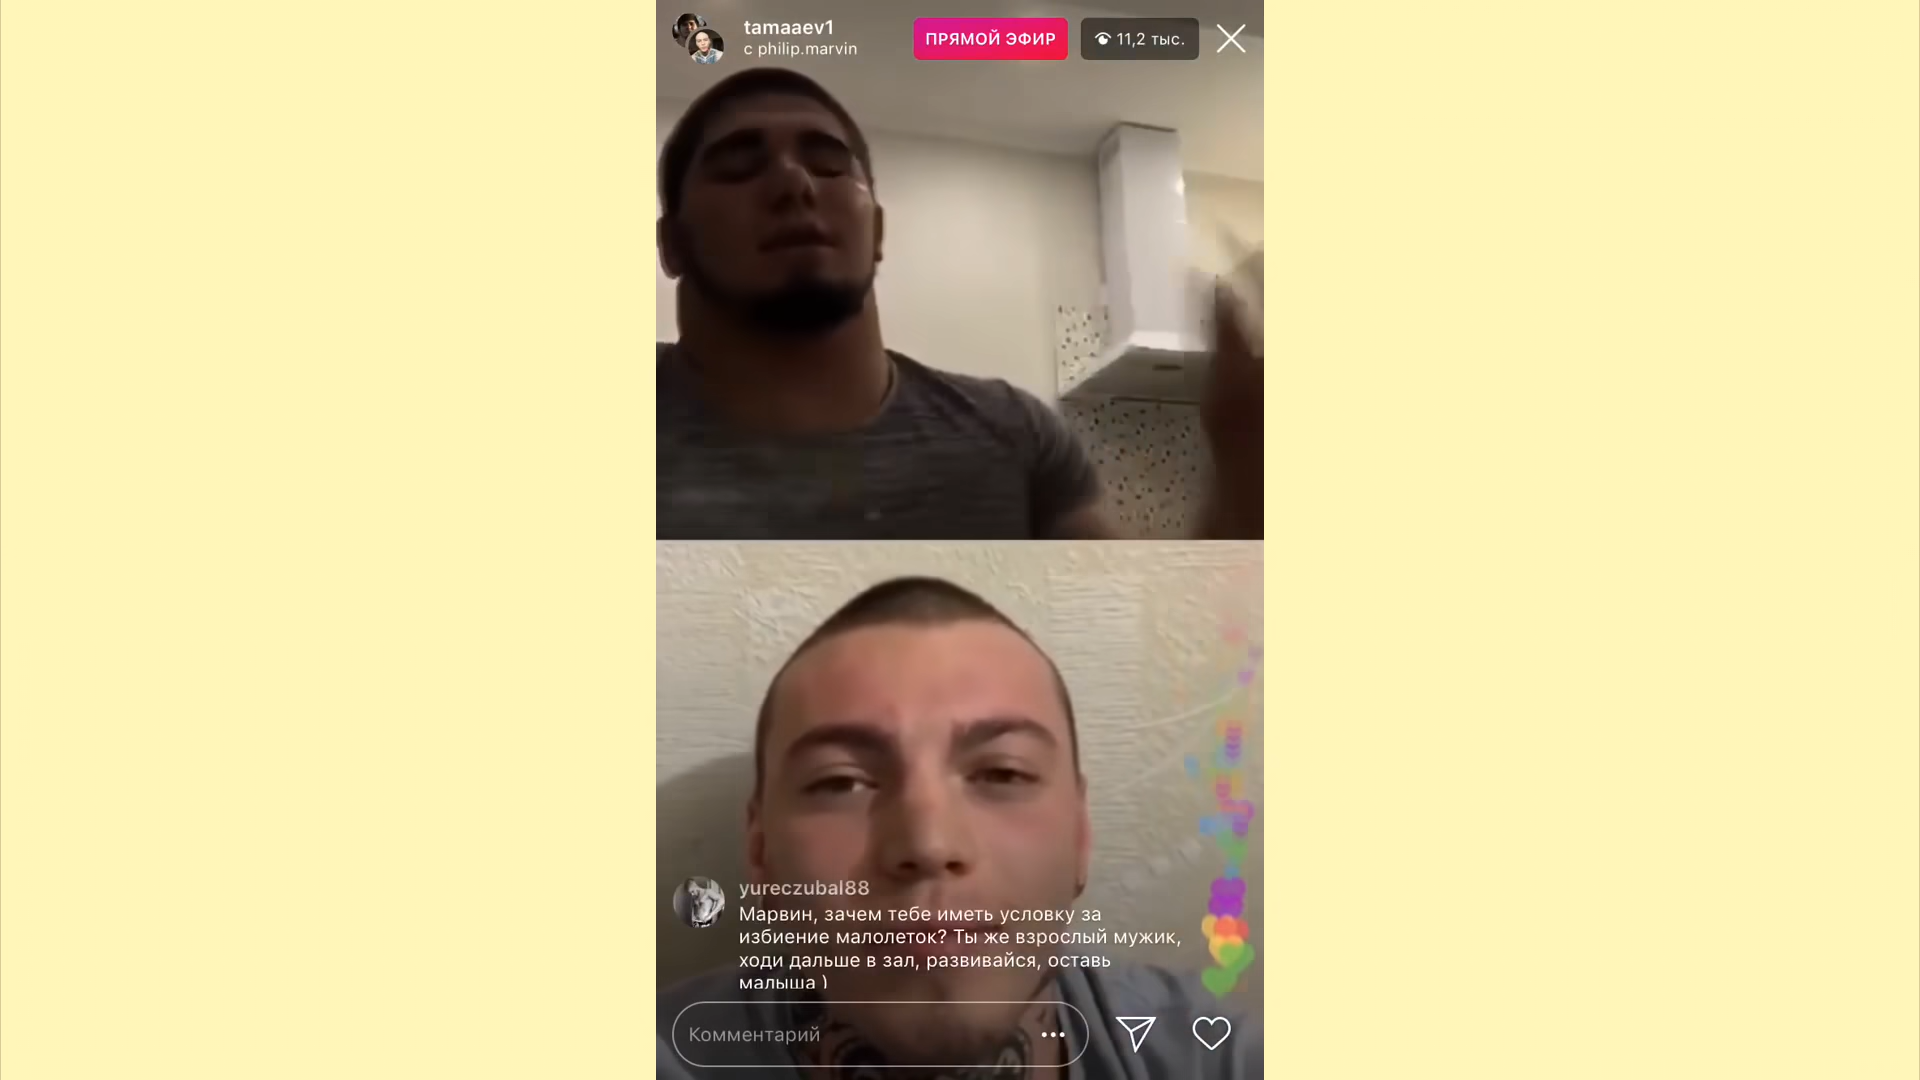 tamaaev1
с philip.marvin
ПРЯМОЙ ЭФИР
11,2 тыс.
yureczubal88
Марвин, зачем тебе иметь условку за
избиение малолеток? Ты же взрослый мужик,
ходи дальше в зал, развивайся, оставь
малыша )
Комментарий